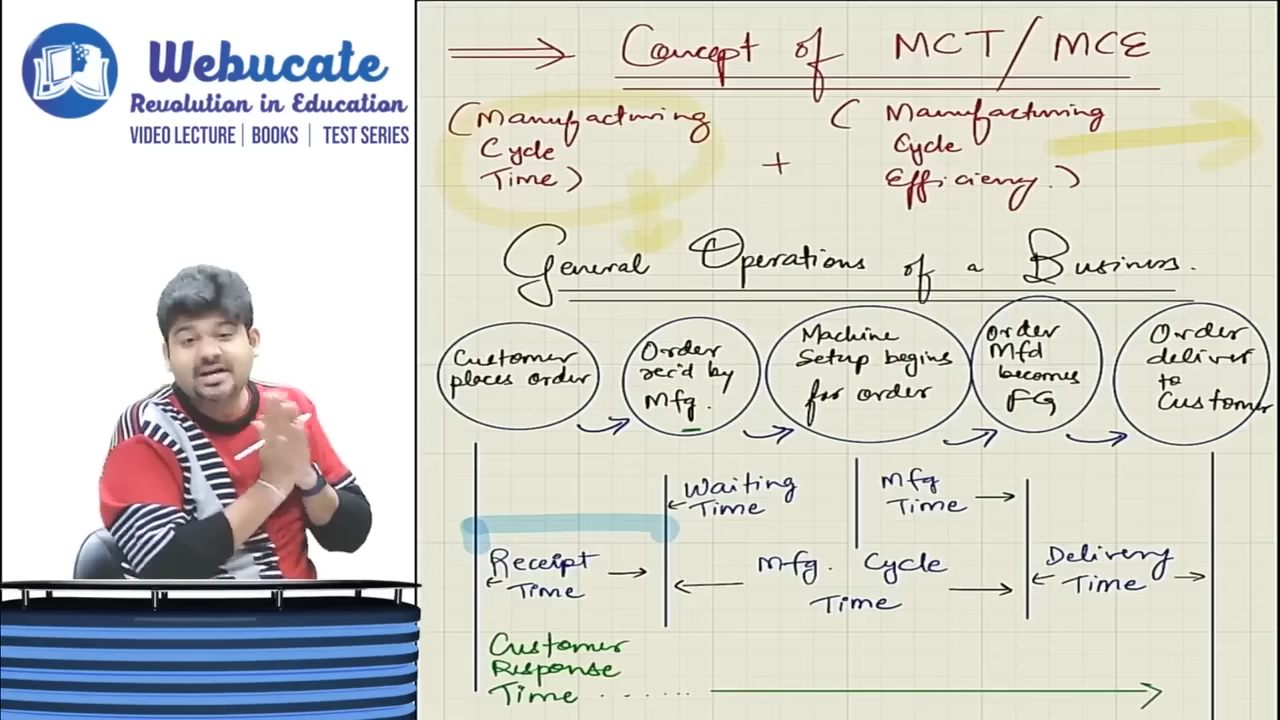 Webucate
Revolution in Education
VIDEO LECTURE | BOOKS | TEST SERIES
Concept of MCT / MCE
(Manufacturing
Cycle
Time)
+
( Manufacturing
Cycle
Efficiency.)
General Operations of a Business.
Customer
places order
Order
rec'd by
Mfg.
Machine
Setup begins
for order
Order
Mfd
becomes
FG
Order
deliver
to
Customer
Waiting
Time
Mfg
Time
Receipt
Time
Mfg. Cycle
Time
Delivery
Time
Customer
Response
Time ......